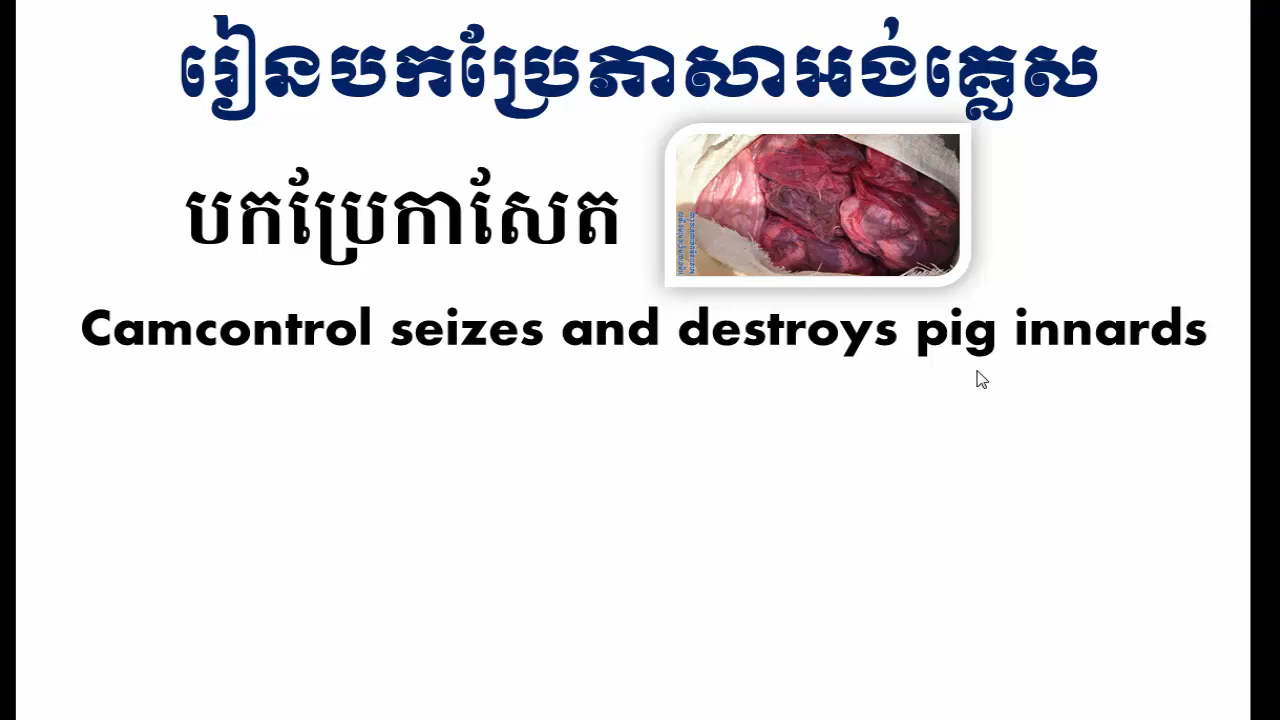 រៀនបកប្រែភាសាអង់គ្លេស
បកប្រែកាសែត
Camcontrol seizes and destroys pig innards